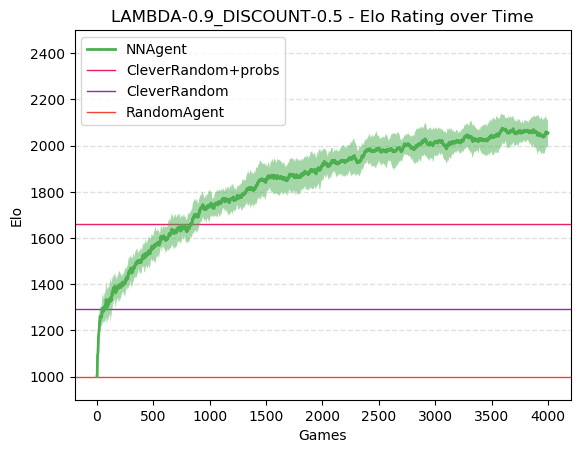 LAMBDA-0.9_DISCOUNT-0.5 - Elo Rating over Time
NNAgent
CleverRandom+probs
CleverRandom
RandomAgent
Elo
2400
2200
2000
1800
1600
1400
1200
1000
0 500 1000 1500 2000 2500 3000 3500 4000
Games